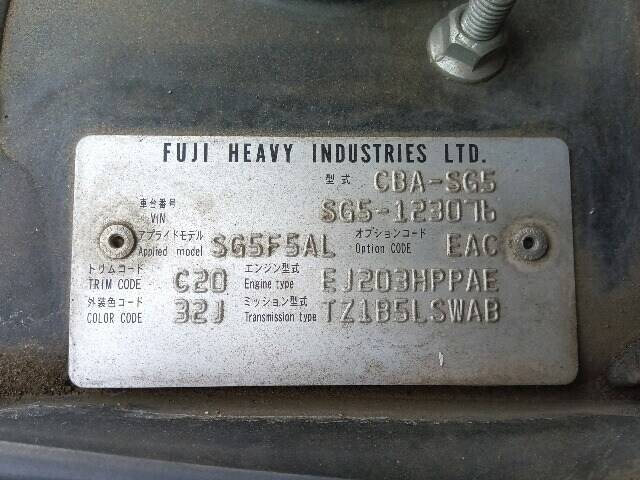 FUJI HEAVY INDUSTRIES LTD.
型式 CBA-SG5
車台番号 VIN SG5-123076
アプライドモデル Applied model SG5F5AL オプションコード Option CODE EAC
トリムコード TRIM CODE C20 エンジン型式 Engine type EJ203HPPAE
外装色コード COLOR CODE 32J ミッション型式 Transmission type TZ1B5LSWAB